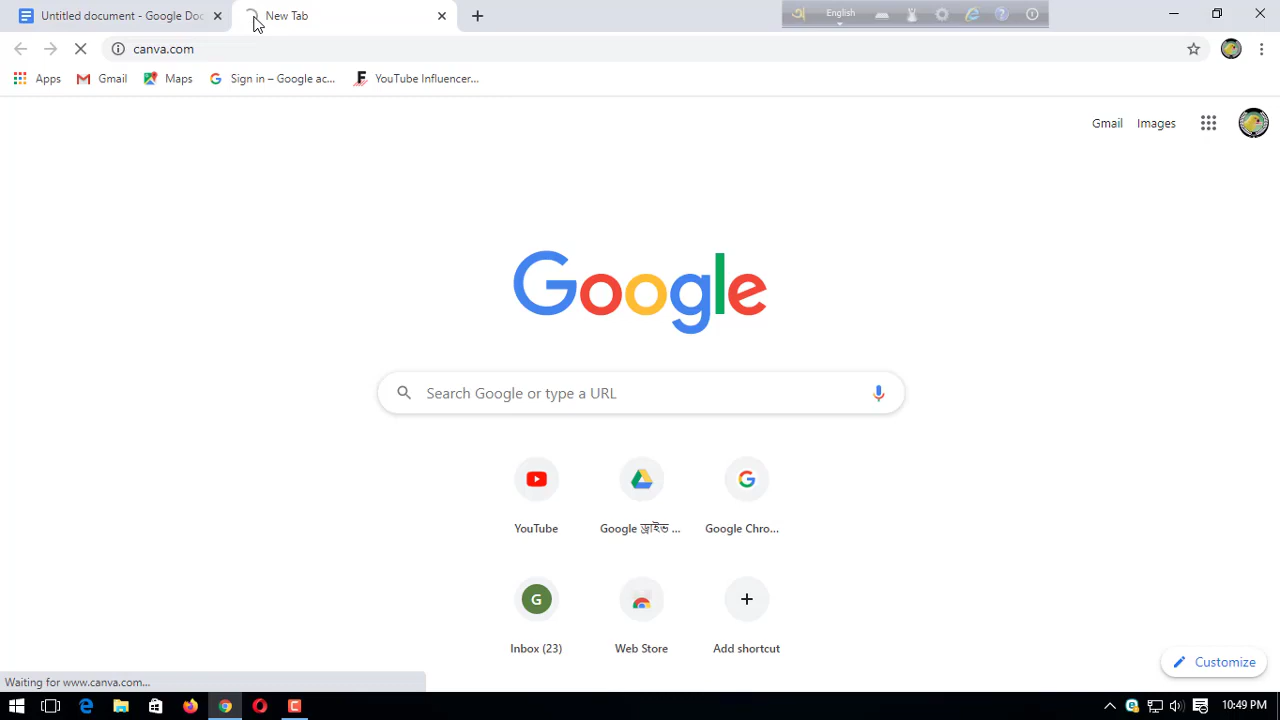 Untitled document - Google Doc
New Tab
English
canva.com
Apps
Gmail
Maps
Sign in – Google ac...
YouTube Influencer...
Gmail
Images
Google
Search Google or type a URL
YouTube
Google ড্রাইভ ...
Google Chro...
G
Inbox (23)
Web Store
Add shortcut
Customize
Waiting for www.canva.com...
10:49 PM